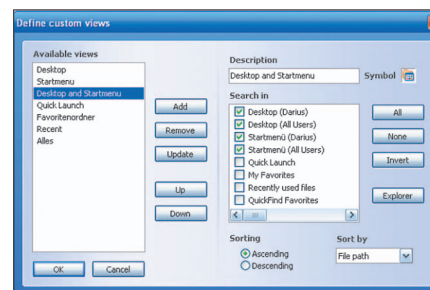 Define custom views
Available views
Desktop
Startmenu
Desktop and Startmenu
Quick Launch
Favoritenordner
Recent
Alles
Add
Remove
Update
Up
Down
OK
Cancel
Description
Desktop and Startmenu
Symbol
Search in
Desktop (Darius)
Desktop (All Users)
Startmenü (Darius)
Startmenü (All Users)
Quick Launch
My Favorites
Recently used files
QuickFind Favorites
All
None
Invert
Explorer
Sorting
Ascending
Descending
Sort by
File path